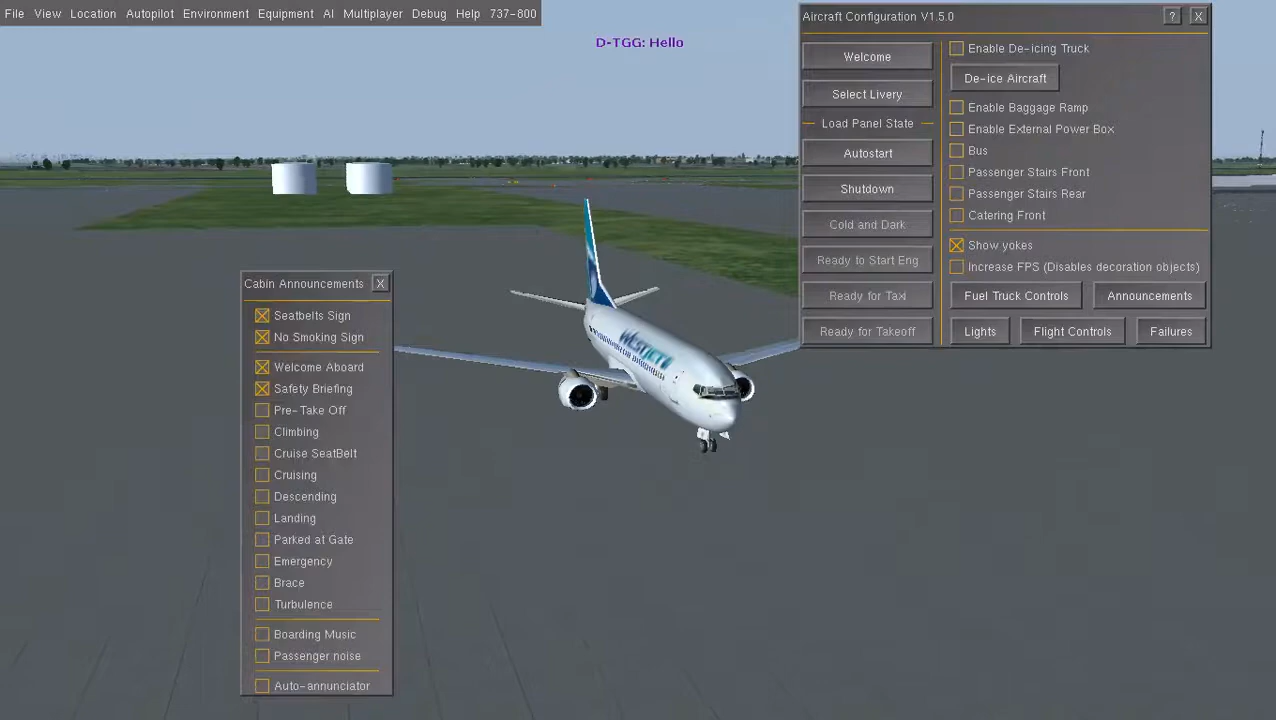 File View Location Autopilot Environment Equipment AI Multiplayer Debug Help 737-800
D-TGG: Hello
Aircraft Configuration V1.5.0 ? X
Welcome
Select Livery
Load Panel State
Autostart
Shutdown
Cold and Dark
Ready to Start Eng
Ready for Taxi
Ready for Takeoff
Enable De-icing Truck
De-ice Aircraft
Enable Baggage Ramp
Enable External Power Box
Bus
Passenger Stairs Front
Passenger Stairs Rear
Catering Front
Show yokes
Increase FPS (Disables decoration objects)
Fuel Truck Controls Announcements
Lights Flight Controls Failures
Cabin Announcements X
Seatbelts Sign
No Smoking Sign
Welcome Aboard
Safety Briefing
Pre-Take Off
Climbing
Cruise SeatBelt
Cruising
Descending
Landing
Parked at Gate
Emergency
Brace
Turbulence
Boarding Music
Passenger noise
Auto-annunciator
WESTJET